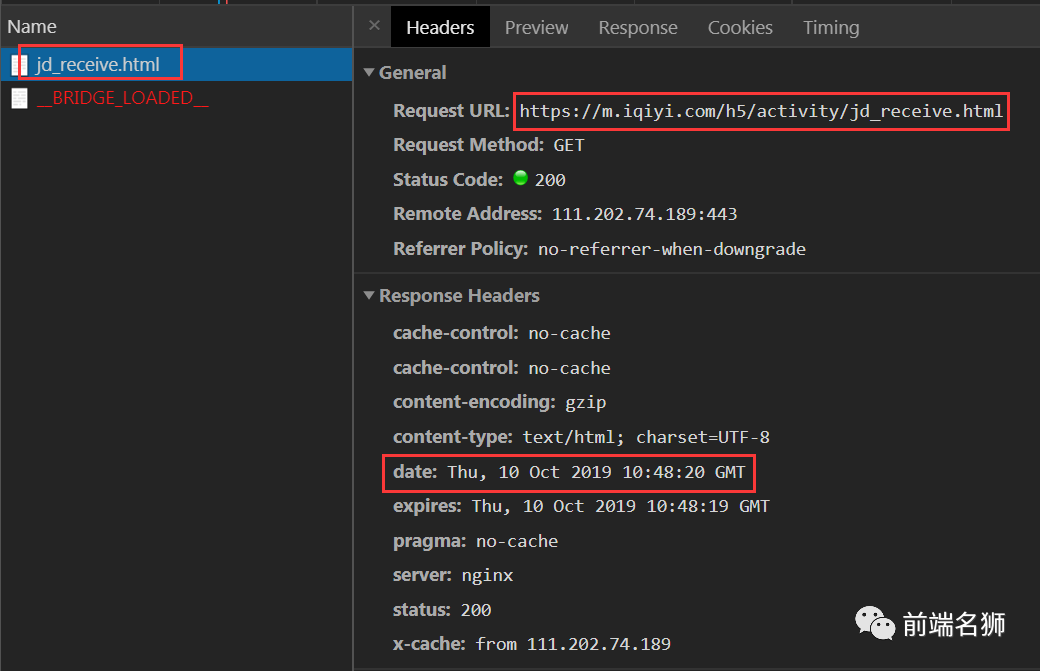 Name
jd_receive.html
__BRIDGE_LOADED__
× Headers Preview Response Cookies Timing
General
Request URL: https://m.iqiyi.com/h5/activity/jd_receive.html
Request Method: GET
Status Code: 200
Remote Address: 111.202.74.189:443
Referrer Policy: no-referrer-when-downgrade
Response Headers
cache-control: no-cache
cache-control: no-cache
content-encoding: gzip
content-type: text/html; charset=UTF-8
date: Thu, 10 Oct 2019 10:48:20 GMT
expires: Thu, 10 Oct 2019 10:48:19 GMT
pragma: no-cache
server: nginx
status: 200
x-cache: from 111.202.74.189
前端名狮